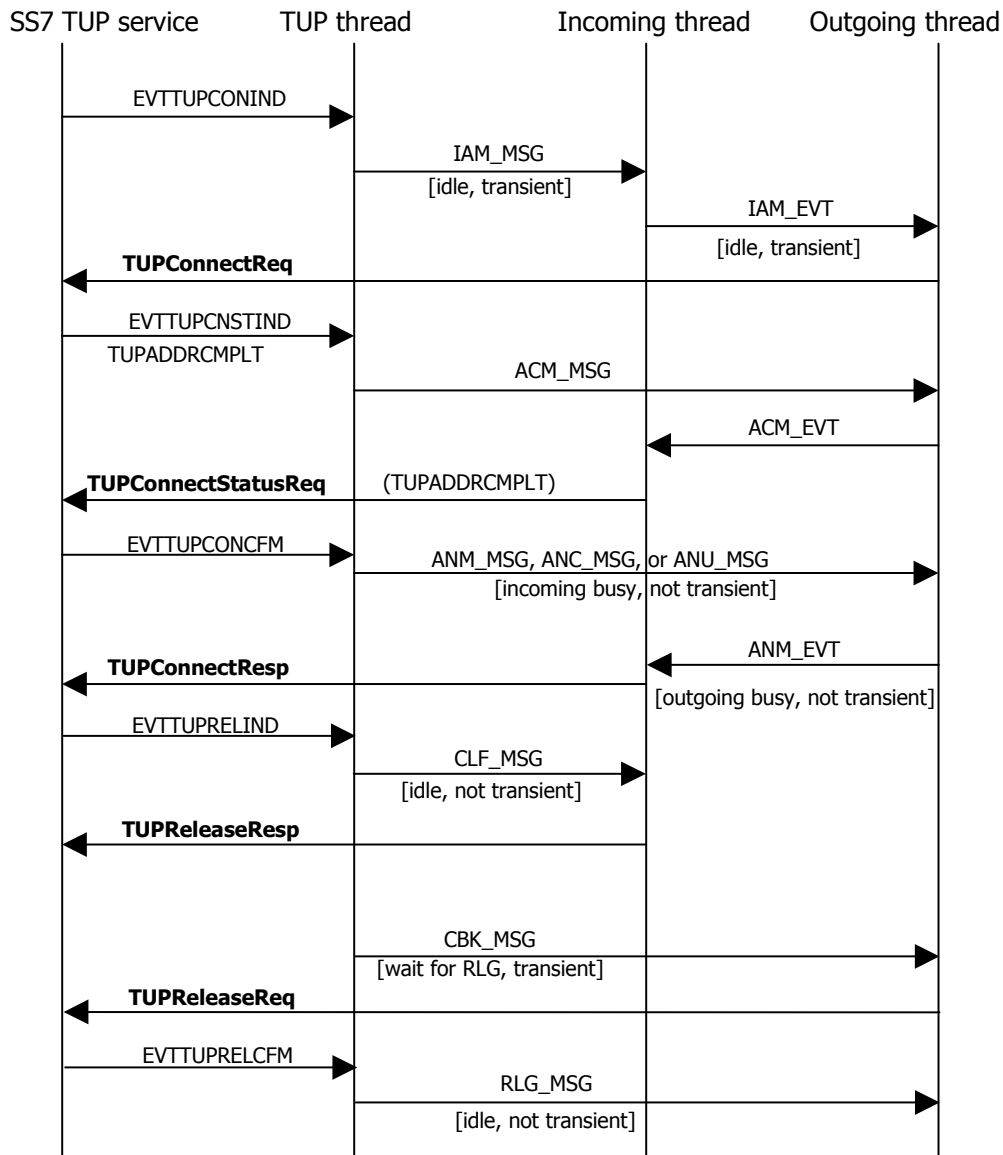 SS7 TUP service TUP thread Incoming thread Outgoing thread
EVTTUPCONIND
IAM_MSG
[idle, transient]
IAM_EVT
[idle, transient]
TUPConnectReq
EVTTUPCNSTIND
TUPADDRCMPLT
ACM_MSG
ACM_EVT
TUPConnectStatusReq (TUPADDRCMPLT)
EVTTUPCONCFM
ANM_MSG, ANC_MSG, or ANU_MSG
[incoming busy, not transient]
ANM_EVT
TUPConnectResp
[outgoing busy, not transient]
EVTTUPRELIND
CLF_MSG
[idle, not transient]
TUPReleaseResp
CBK_MSG
[wait for RLG, transient]
TUPReleaseReq
EVTTUPRELCFM
RLG_MSG
[idle, not transient]